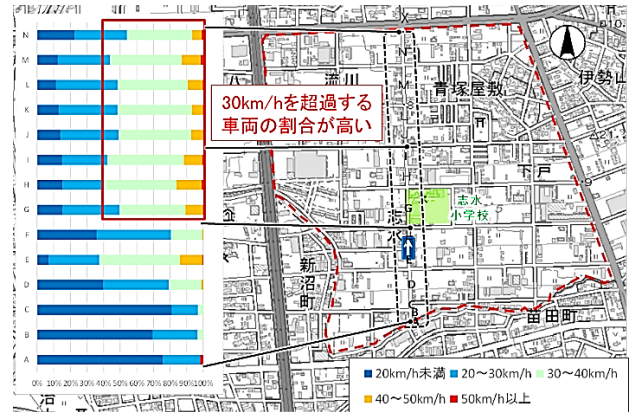 N
M
L
K
J
I
H
G
F
E
D
C
B
A
0% 10% 20% 30% 40% 50% 60% 70% 80% 90% 100%
30km/hを超過する
車両の割合が高い
流川
青塚屋敷
伊勢山
下戸
志水
小学校
志水
新沼町
苗田町
X
N
M
G
E
D
B
20km/h未満
20～30km/h
30～40km/h
40～50km/h
50km/h以上